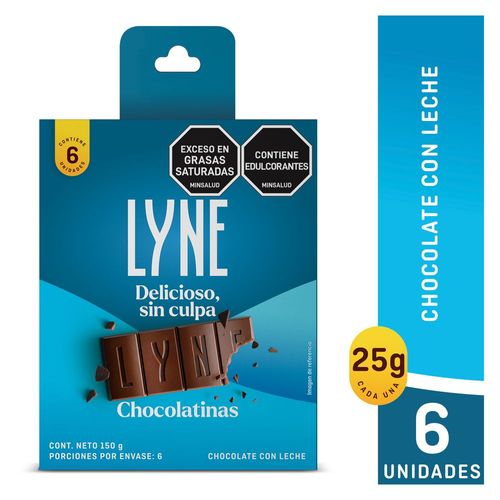 CONTIENE
6
UNIDADES
EXCESO EN
GRASAS
SATURADAS
MINSALUD
CONTIENE
EDULCORANTES
MINSALUD
LYNE
Delicioso,
sin culpa
LYNE
Imagen de referencia
Chocolatinas
CONT. NETO 150 g
PORCIONES POR ENVASE: 6
CHOCOLATE CON LECHE
CHOCOLATE CON LECHE
25g
CADA UNA
6
UNIDADES